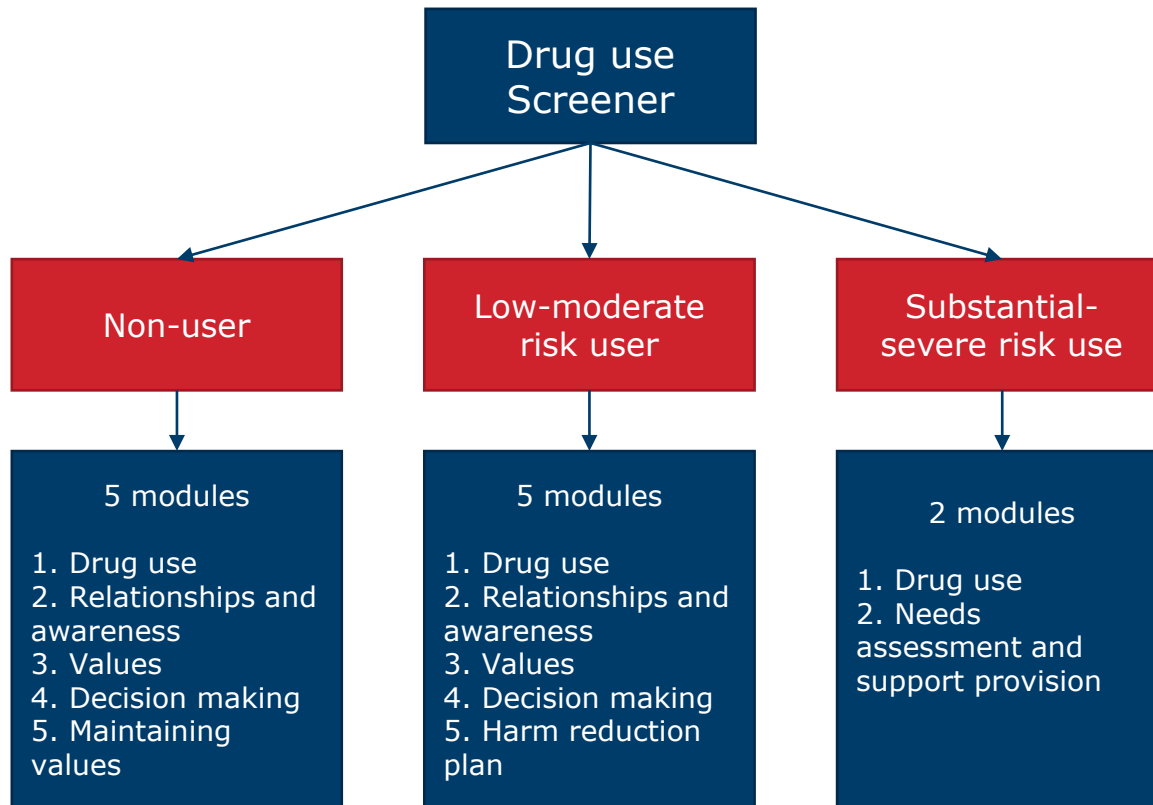 Drug use
Screener
Non-user
Low-moderate
risk user
Substantial-
severe risk use
5 modules
1. Drug use
2. Relationships and
awareness
3. Values
4. Decision making
5. Maintaining
values
5 modules
1. Drug use
2. Relationships and
awareness
3. Values
4. Decision making
5. Harm reduction
plan
2 modules
1. Drug use
2. Needs
assessment and
support provision